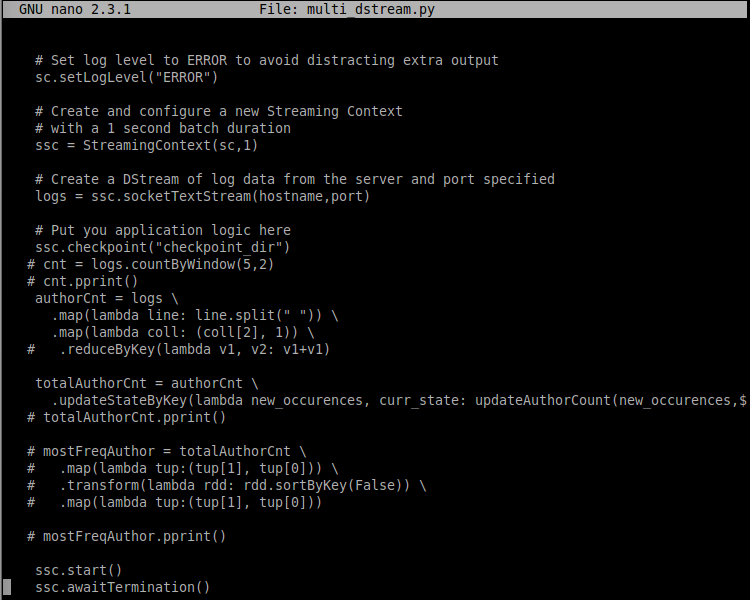 GNU nano 2.3.1 File: multi_dstream.py
# Set log level to ERROR to avoid distracting extra output
sc.setLogLevel("ERROR")
# Create and configure a new Streaming Context
# with a 1 second batch duration
ssc = StreamingContext(sc,1)
# Create a DStream of log data from the server and port specified
logs = ssc.socketTextStream(hostname,port)
# Put you application logic here
ssc.checkpoint("checkpoint_dir")
# cnt = logs.countByWindow(5,2)
# cnt.pprint()
authorCnt = logs \
.map(lambda line: line.split(" ")) \
.map(lambda coll: (coll[2], 1)) \
#   .reduceByKey(lambda v1, v2: v1+v1)
totalAuthorCnt = authorCnt \
.updateStateByKey(lambda new_occurences, curr_state: updateAuthorCount(new_occurences,$
# totalAuthorCnt.pprint()
# mostFreqAuthor = totalAuthorCnt \
#   .map(lambda tup:(tup[1], tup[0])) \
#   .transform(lambda rdd: rdd.sortByKey(False)) \
#   .map(lambda tup:(tup[1], tup[0]))
# mostFreqAuthor.pprint()
ssc.start()
ssc.awaitTermination()